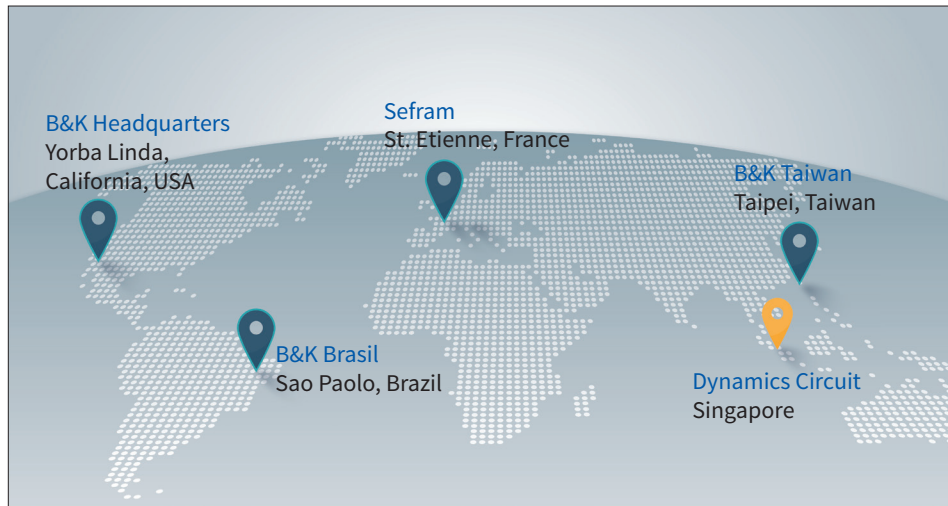 B&K Headquarters
Yorba Linda,
California, USA
Sefram
St. Etienne, France
B&K Taiwan
Taipei, Taiwan
B&K Brasil
Sao Paolo, Brazil
Dynamics Circuit
Singapore